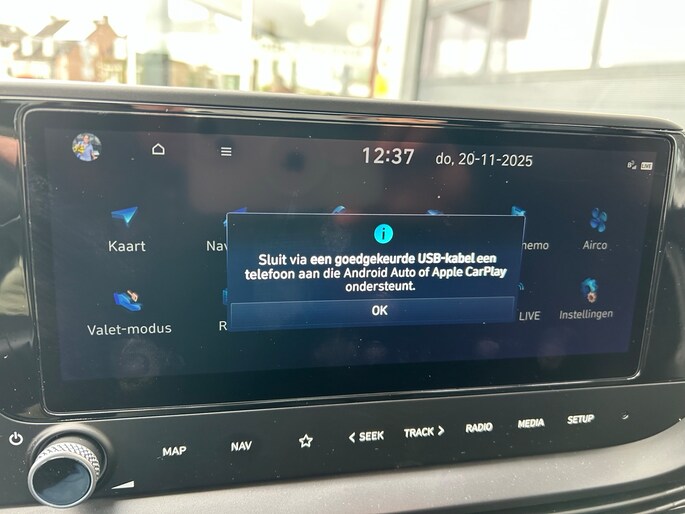 12:37 do, 20-11-2025
LIVE
Kaart
Airco
Sluit via een goedgekeurde USB-kabel een
telefoon aan die Android Auto of Apple CarPlay
ondersteunt.
OK
Valet-modus
LIVE
Instellingen
MAP NAV SEEK TRACK RADIO MEDIA SETUP